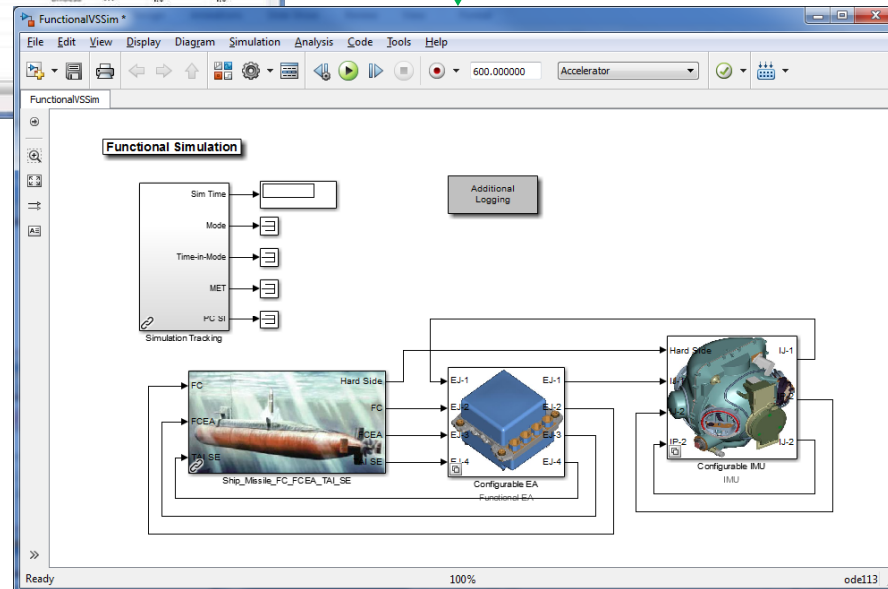 FunctionalVSSim *
File Edit View Display Diagram Simulation Analysis Code Tools Help
600.000000 Accelerator
FunctionalVSSim
Functional Simulation
Sim Time
Mode
Time-in-Mode
MET
Simulation Tracking
Additional
Logging
FC
FCEA
TAI SE
Hard Side
FC
FCEA
TAI SE
Ship_Missile_FC_FCEA_TAI_SE
EJ-1
EJ-2
EJ-3
EJ-4
EJ-1
EJ-2
EJ-3
EJ-4
Configurable EA
Functional EA
Hard Side
IP-2
IJ-1
IJ-2
Configurable IMU
IMU
Ready 100% ode113